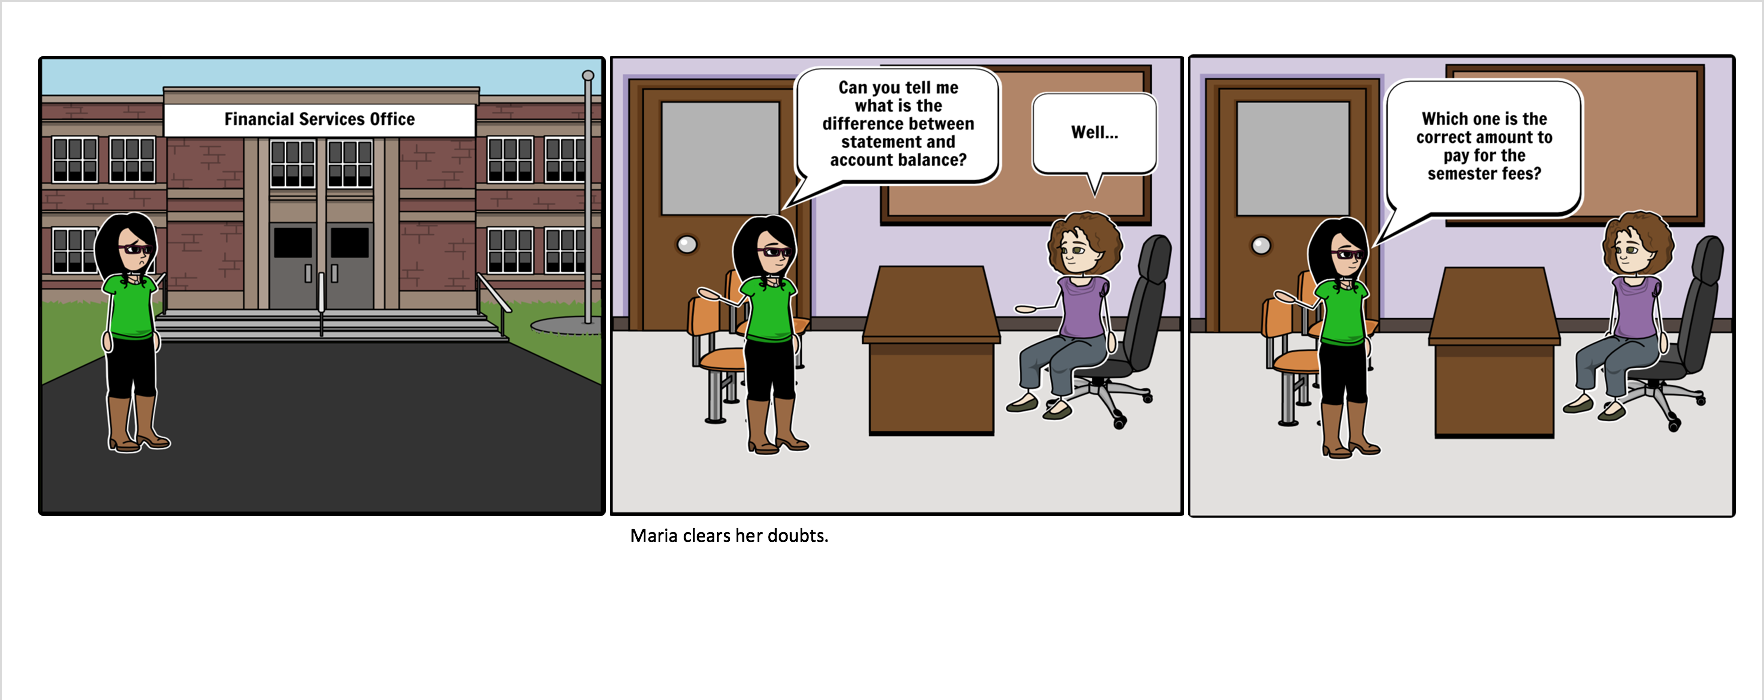 Financial Services Office
Can you tell me
what is the
difference between
statement and
account balance?
Well...
Which one is the
correct amount to
pay for the
semester fees?
Maria clears her doubts.